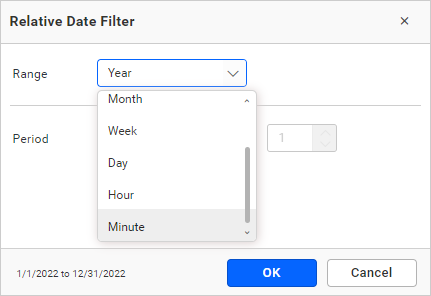 Relative Date Filter
Range
Year
Month
Week
Day
Hour
Minute
Period
1
1/1/2022 to 12/31/2022
OK
Cancel